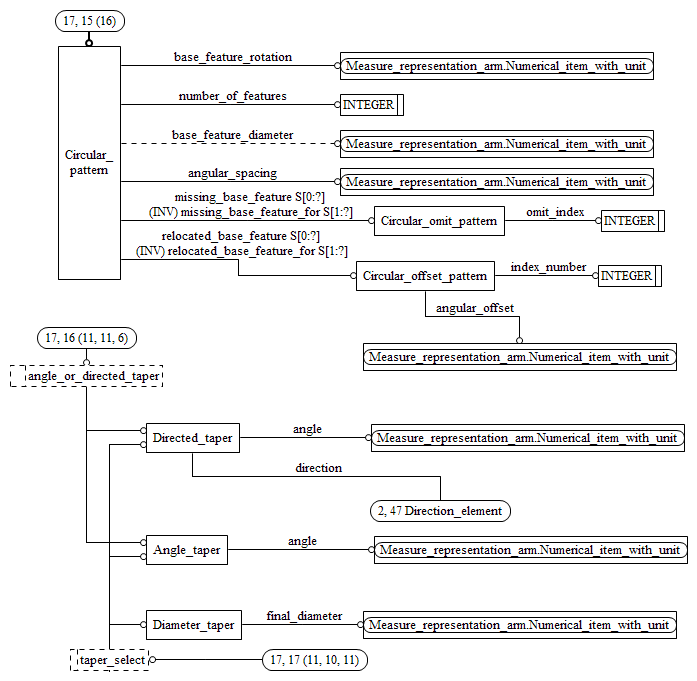 17, 15 (16)
base_feature_rotation
Measure_representation_arm.Numerical_item_with_unit
number_of_features
INTEGER
base_feature_diameter
Measure_representation_arm.Numerical_item_with_unit
Circular_
pattern
angular_spacing
Measure_representation_arm.Numerical_item_with_unit
missing_base_feature S[0:?]
(INV) missing_base_feature_for S[1:?]
Circular_omit_pattern
omit_index
INTEGER
relocated_base_feature S[0:?]
(INV) relocated_base_feature_for S[1:?]
Circular_offset_pattern
index_number
INTEGER
angular_offset
Measure_representation_arm.Numerical_item_with_unit
17, 16 (11, 11, 6)
angle_or_directed_taper
Directed_taper
angle
Measure_representation_arm.Numerical_item_with_unit
direction
2, 47 Direction_element
Angle_taper
angle
Measure_representation_arm.Numerical_item_with_unit
Diameter_taper
final_diameter
Measure_representation_arm.Numerical_item_with_unit
taper_select
17, 17 (11, 10, 11)